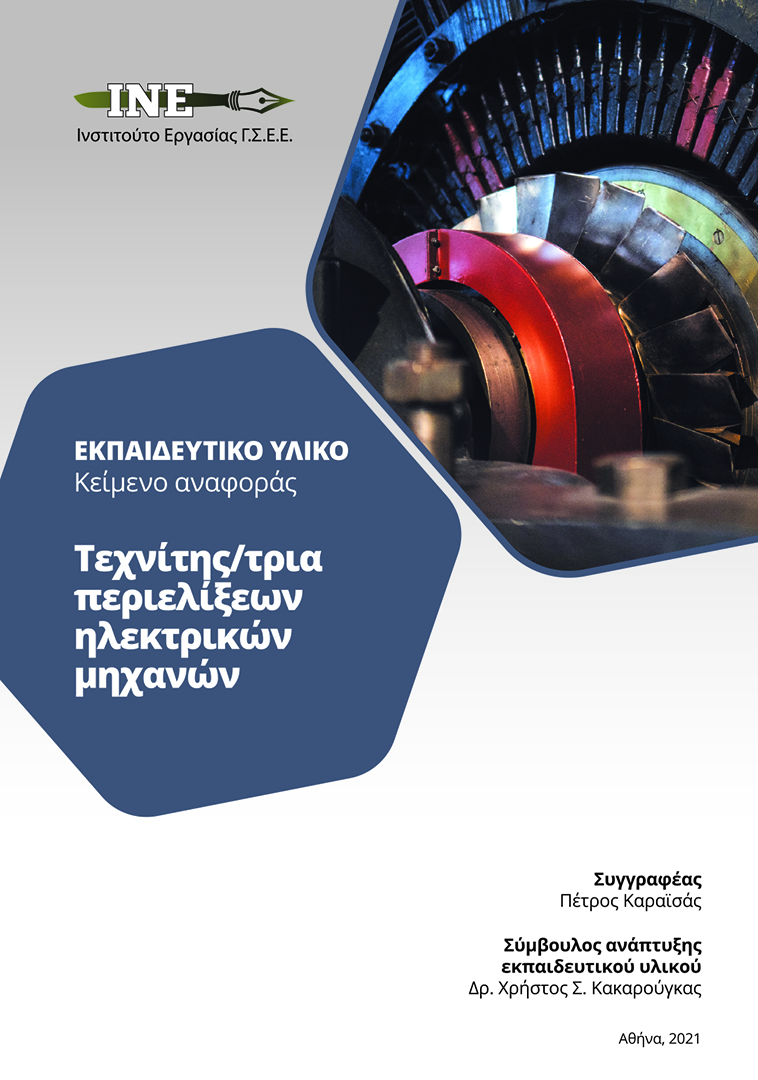 INE
Ινστιτούτο Εργασίας Γ.Σ.Ε.Ε.
ΕΚΠΑΙΔΕΥΤΙΚΟ ΥΛΙΚΟ
Κείμενο αναφοράς
Τεχνίτης/τρια
περιελίξεων
ηλεκτρικών
μηχανών
Συγγραφέας
Πέτρος Καραϊσάς
Σύμβουλος ανάπτυξης
εκπαιδευτικού υλικού
Δρ. Χρήστος Σ. Κακαρούγκας
Αθήνα, 2021